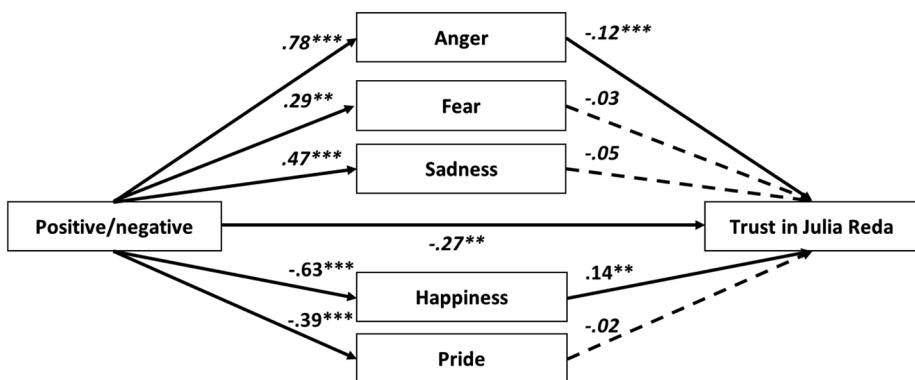 .78***
Anger
-.12***
.29**
Fear
-.03
.47***
Sadness
-.05
Positive/negative
-.27**
Trust in Julia Reda
-.63***
Happiness
.14**
-.39***
Pride
-.02